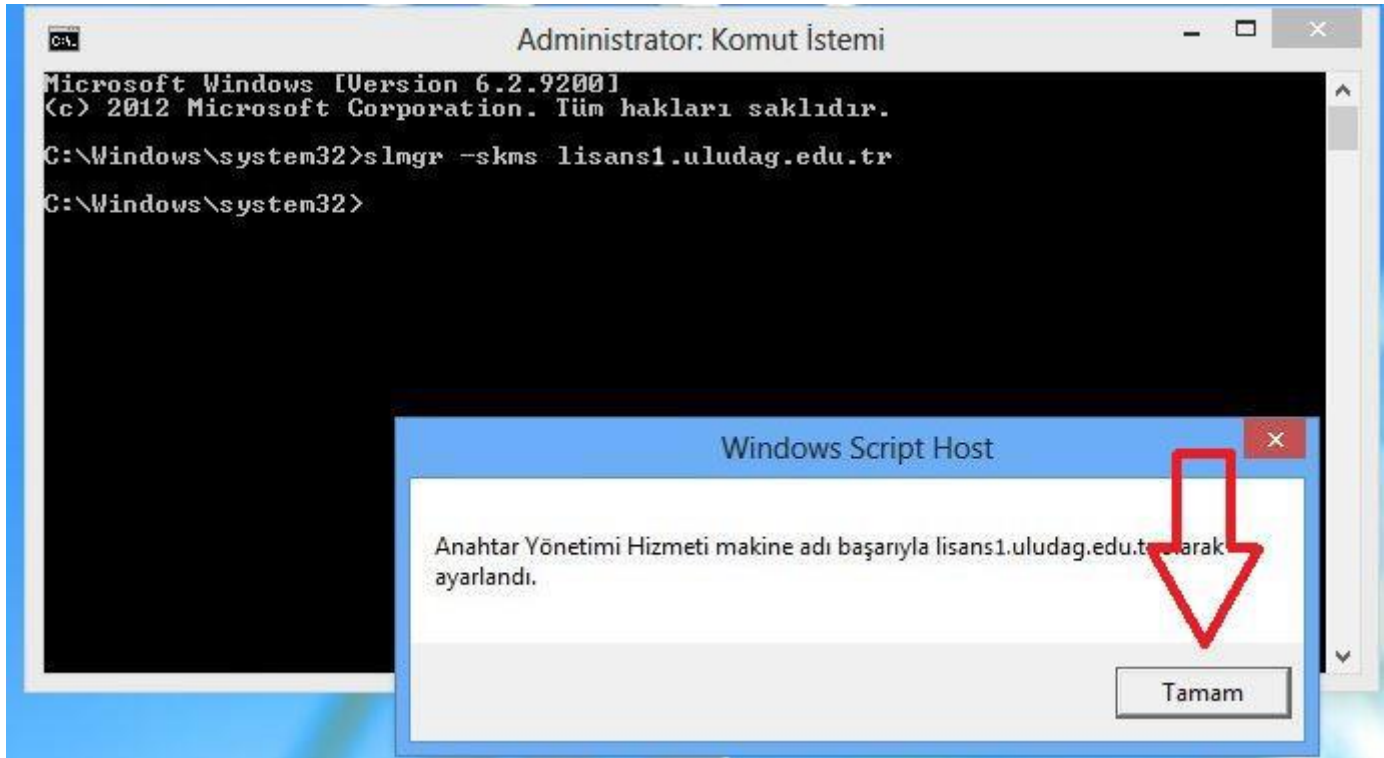 Administrator: Komut İstemi
Microsoft Windows [Version 6.2.9200]
(c) 2012 Microsoft Corporation. Tüm hakları saklıdır.
C:\Windows\system32>slmgr -skms lisans1.uludag.edu.tr
C:\Windows\system32>
Windows Script Host
Anahtar Yönetimi Hizmeti makine adı başarıyla lisans1.uludag.edu.tr olarak
ayarlandı.
Tamam